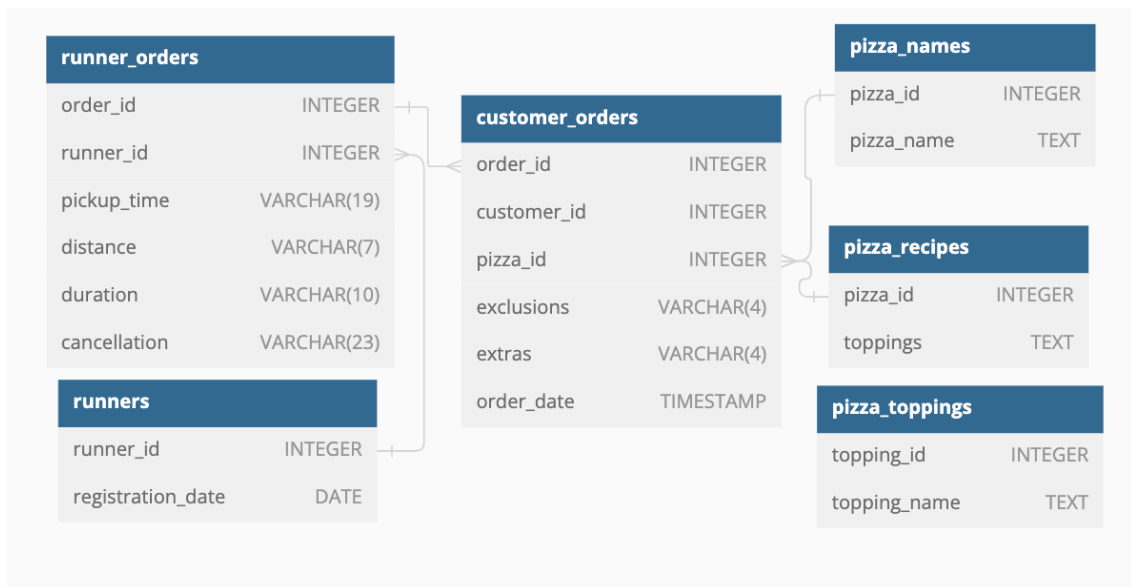 runner_orders
order_id INTEGER
runner_id INTEGER
pickup_time VARCHAR(19)
distance VARCHAR(7)
duration VARCHAR(10)
cancellation VARCHAR(23)
runners
runner_id INTEGER
registration_date DATE
customer_orders
order_id INTEGER
customer_id INTEGER
pizza_id INTEGER
exclusions VARCHAR(4)
extras VARCHAR(4)
order_date TIMESTAMP
pizza_names
pizza_id INTEGER
pizza_name TEXT
pizza_recipes
pizza_id INTEGER
toppings TEXT
pizza_toppings
topping_id INTEGER
topping_name TEXT